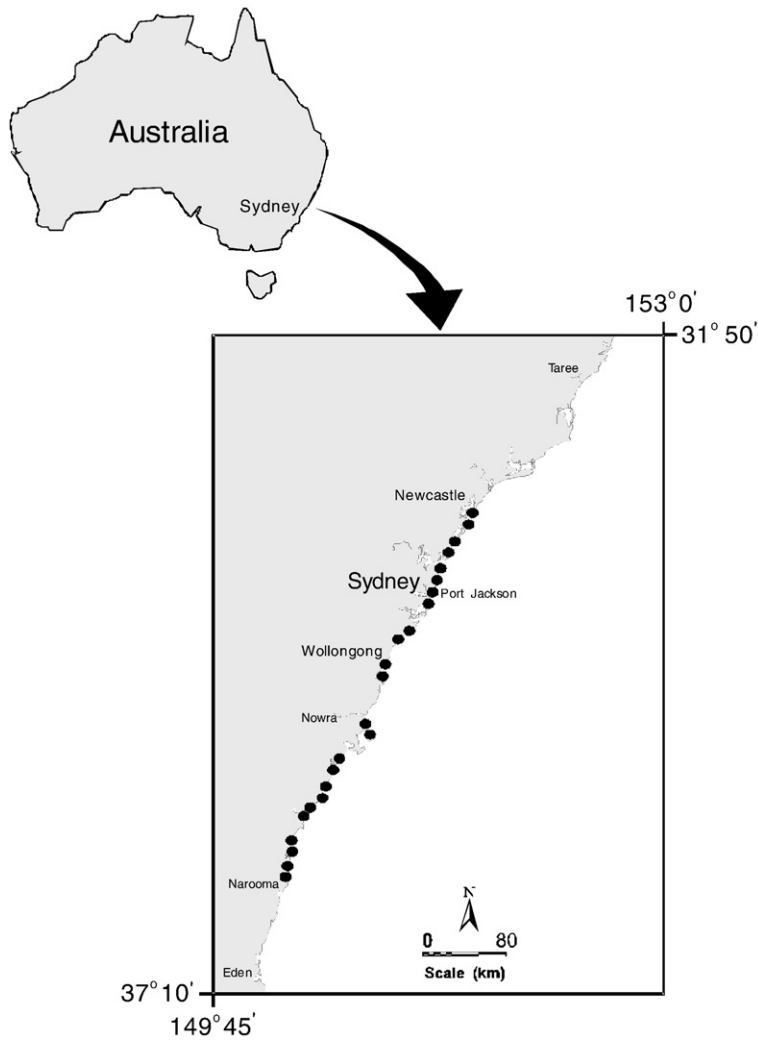 Australia
Sydney
153°0'
31°50'
Taree
Newcastle
Sydney
Port Jackson
Wollongong
Nowra
Narooma
N
0 80
Scale (km)
Eden
37°10'
149°45'